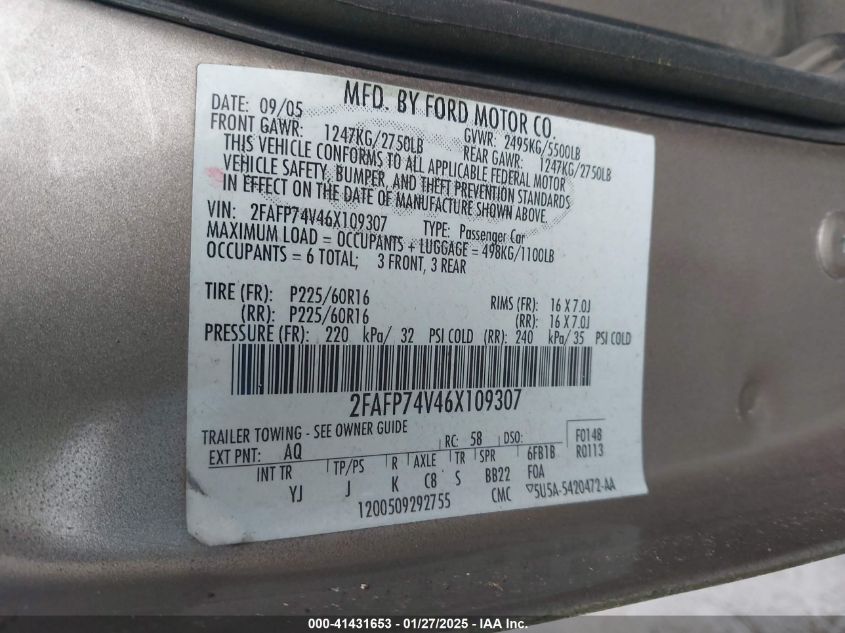 MFD. BY FORD MOTOR CO.
DATE: 09/05 GVWR: 2495KG/5500LB
FRONT GAWR: 1247KG/2750LB REAR GAWR: 1247KG/2750LB
THIS VEHICLE CONFORMS TO ALL APPLICABLE FEDERAL MOTOR
VEHICLE SAFETY, BUMPER, AND THEFT PREVENTION STANDARDS
IN EFFECT ON THE DATE OF MANUFACTURE SHOWN ABOVE.
VIN: 2FAFP74V46X109307 TYPE: Passenger Car
MAXIMUM LOAD = OCCUPANTS + LUGGAGE = 498KG/1100LB
OCCUPANTS = 6 TOTAL; 3 FRONT, 3 REAR
TIRE (FR): P225/60R16 RIMS (FR): 16 X 7.0J
(RR): P225/60R16 (RR): 16 X 7.0J
PRESSURE (FR): 220 kPa/ 32 PSI COLD (RR): 240 kPa/ 35 PSI COLD
2FAFP74V46X109307
TRAILER TOWING - SEE OWNER GUIDE
EXT PNT: AQ RC: 58 DSO: F0148
INT TR TP/PS R AXLE TR SPR 6FB1B R0113
YJ J K C8 S BB22 FOA
1200509292755 CMC ▽5U5A-5420472-AA
000-41431653 / 01/27/2025 / IAAI.COM